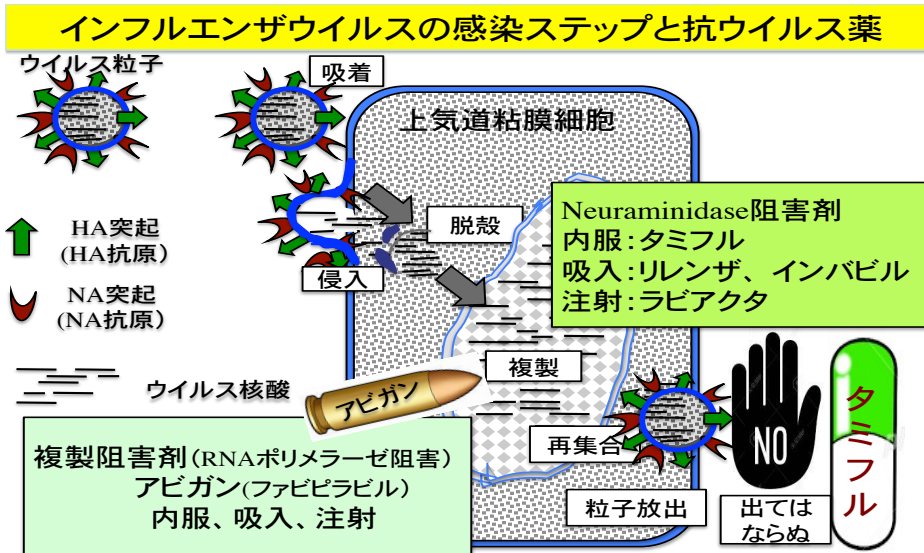 インフルエンザウイルスの感染ステップと抗ウイルス薬
ウイルス粒子
吸着
上気道粘膜細胞
HA突起
(HA抗原)
NA突起
(NA抗原)
ウイルス核酸
侵入
脱殻
Neuraminidase阻害剤
内服：タミフル
吸入：リレンザ、インバビル
注射：ラビアクタ
複製
アビガン
再集合
粒子放出
NO
出ては
ならぬ
タミフル
複製阻害剤(RNAポリメラーゼ阻害)
アビガン(ファビピラビル)
内服、吸入、注射